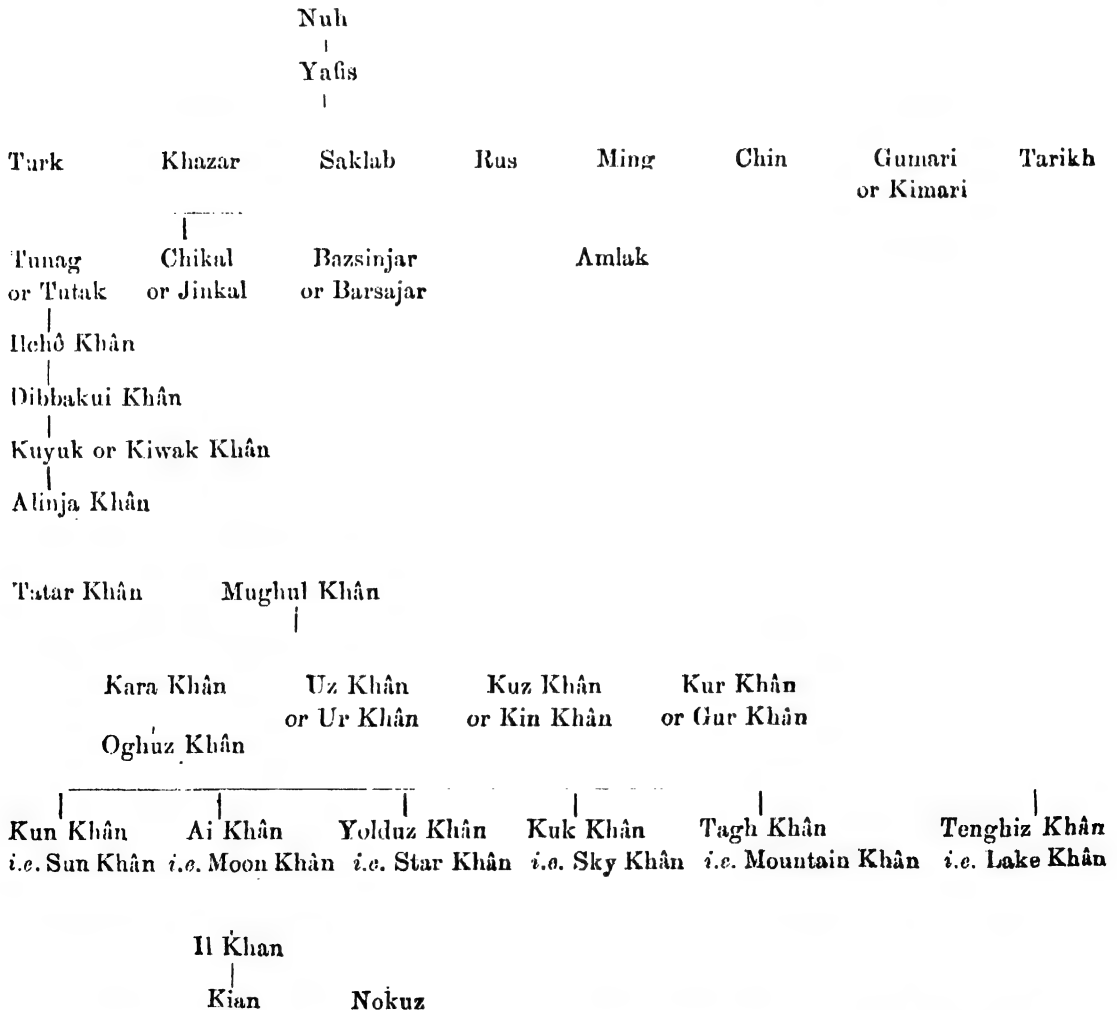 Nuh
Yafis
Turk Khazar Saklab Rus Ming Chin Gumari Tarikh
or Kimari
Tunag Chikal Bazsinjar Amlak
or Tutak or Jinkal or Barsajar
Ilchô Khân
Dibbakui Khân
Kuyuk or Kiwak Khân
Alinja Khân
Tatar Khân Mughul Khân
Kara Khân Uz Khân Kuz Khân Kur Khân
or Ur Khân or Kin Khân or Gur Khân
Oghuz Khân
Kun Khân Ai Khân Yolduz Khân Kuk Khân Tagh Khân Tenghiz Khân
i.e. Sun Khân i.e. Moon Khân i.e. Star Khân i.e. Sky Khân i.e. Mountain Khân i.e. Lake Khân
Il Khan
Kian Nokuz